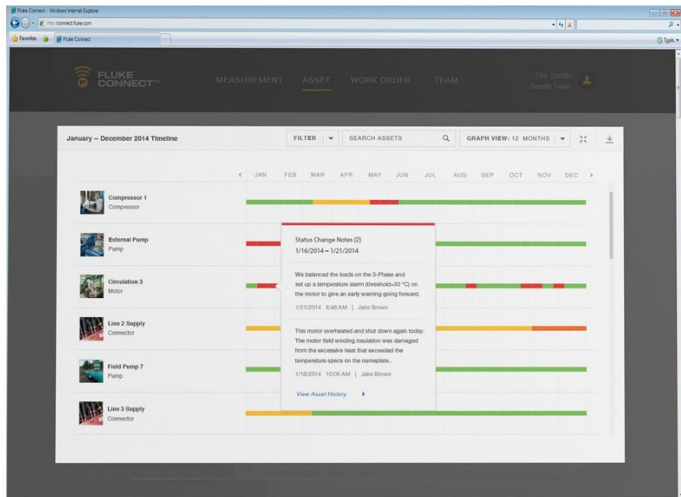 Fluke Connect - Windows Internet Explorer
http://connect.fluke.com
Favorites
Fluke Connect
Tools
FLUKE
CONNECT™
MEASUREMENT
ASSET
WORK ORDER
TEAM
Tim Smith
Seattle Team
January – December 2014 Timeline
FILTER
SEARCH ASSETS
GRAPH VIEW: 12 MONTHS
JAN FEB MAR APR MAY JUN JUL AUG SEP OCT NOV DEC
Compressor 1
Compressor
External Pump
Pump
Circulation 3
Motor
Line 2 Supply
Connector
Field Pump 7
Pump
Line 3 Supply
Connector
Status Change Notes (2)
1/16/2014 – 1/21/2014
We balanced the loads on the 3-Phase and
set up a temperature alarm (threshold=30 °C) on
the motor to give an early warning going forward.
1/21/2014 6:45 AM | Jake Brown
This motor overheated and shut down again today.
The motor field winding insulation was damaged
from the excessive heat that exceeded the
temperature specs on the nameplate..
1/16/2014 10:05 AM | Jake Brown
View Asset History